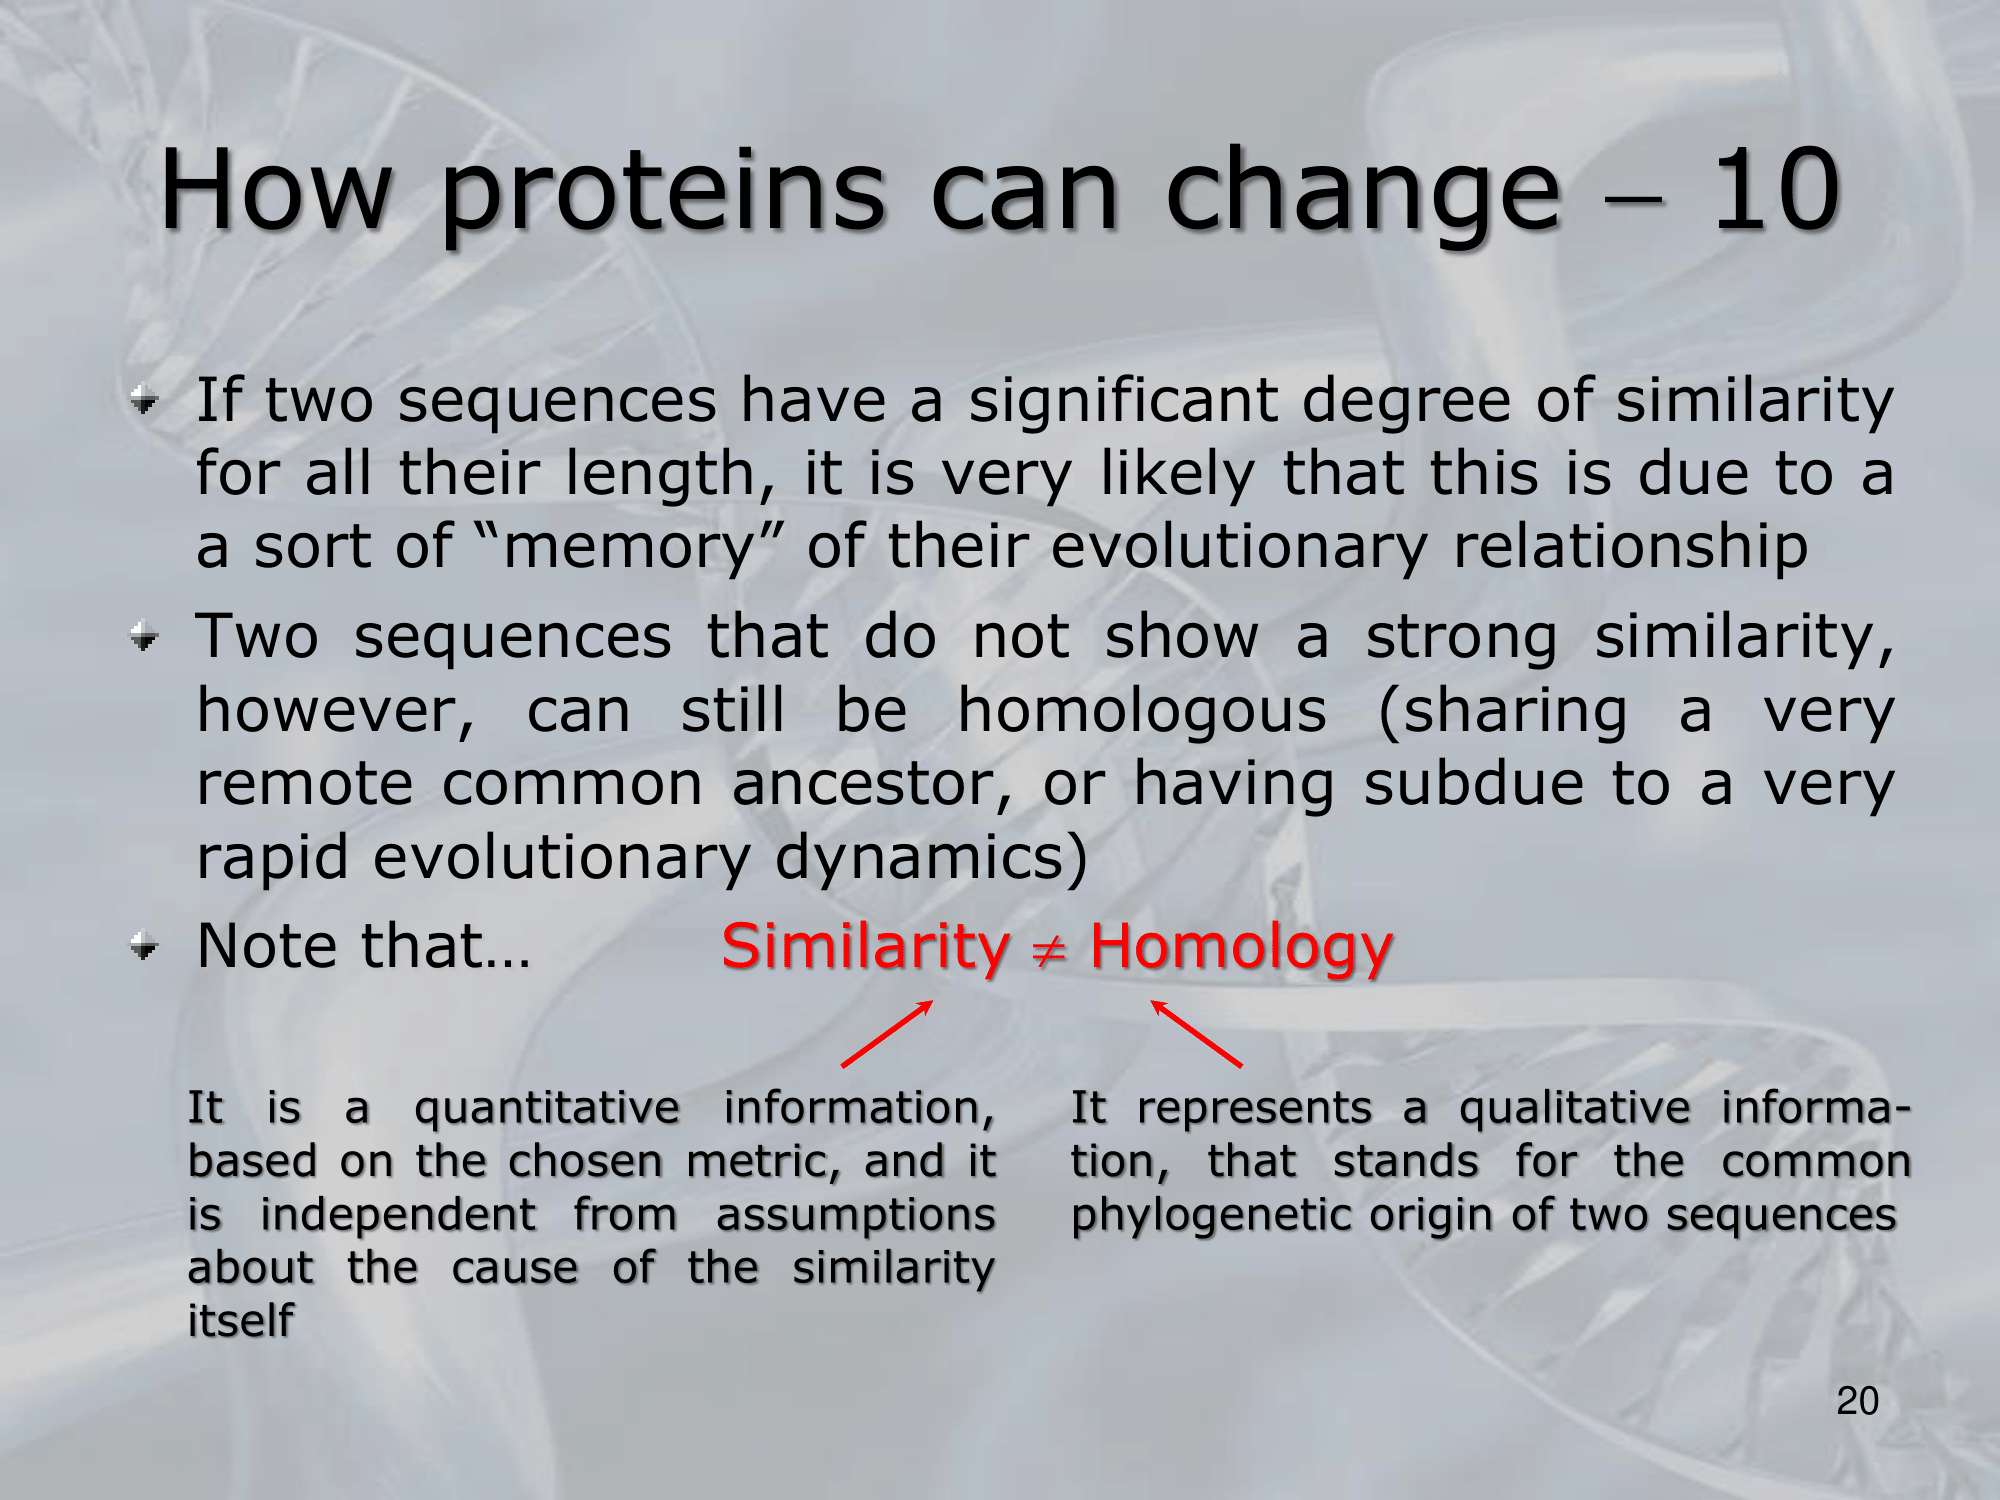 How proteins can change – 10
If two sequences have a significant degree of similarity
for all their length, it is very likely that this is due to a
a sort of “memory” of their evolutionary relationship
Two sequences that do not show a strong similarity,
however, can still be homologous (sharing a very
remote common ancestor, or having subdue to a very
rapid evolutionary dynamics)
Note that… Similarity ≠ Homology
It is a quantitative information,
based on the chosen metric, and it
is independent from assumptions
about the cause of the similarity
itself
It represents a qualitative informa-
tion, that stands for the common
phylogenetic origin of two sequences
20